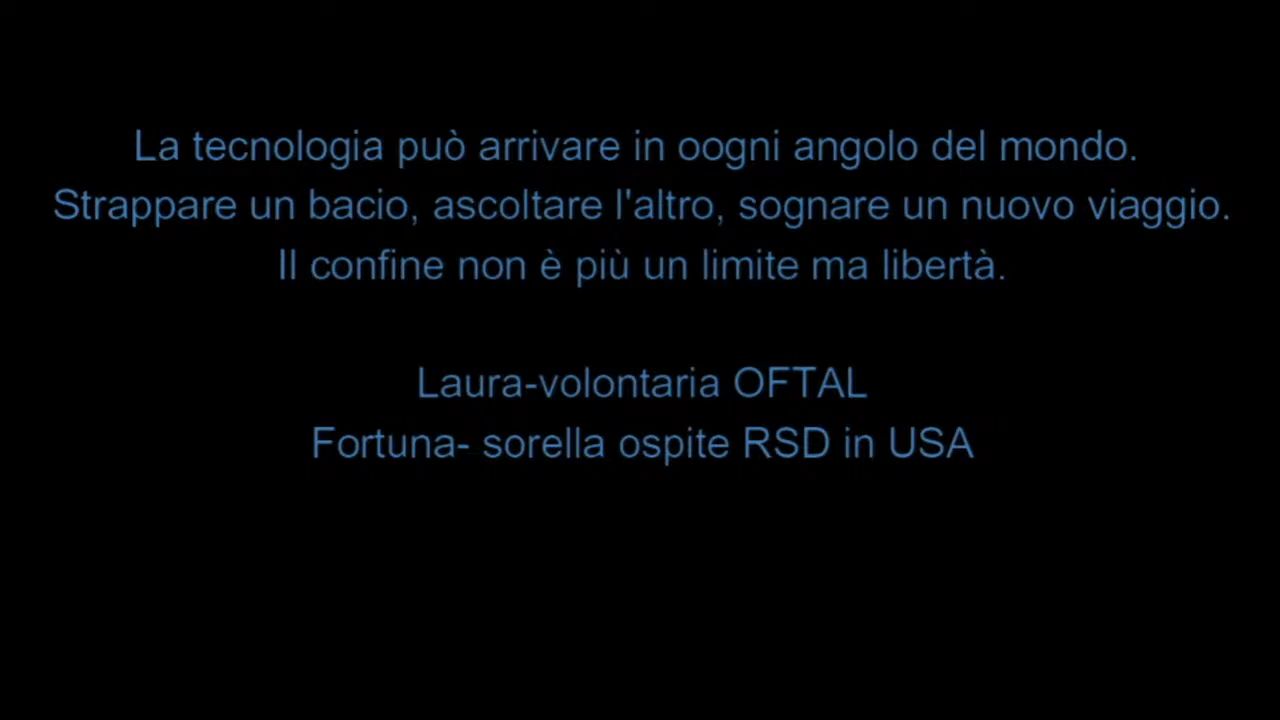 La tecnologia può arrivare in oogni angolo del mondo.
Strappare un bacio, ascoltare l'altro, sognare un nuovo viaggio.
Il confine non è più un limite ma libertà.
Laura-volontaria OFTAL
Fortuna- sorella ospite RSD in USA